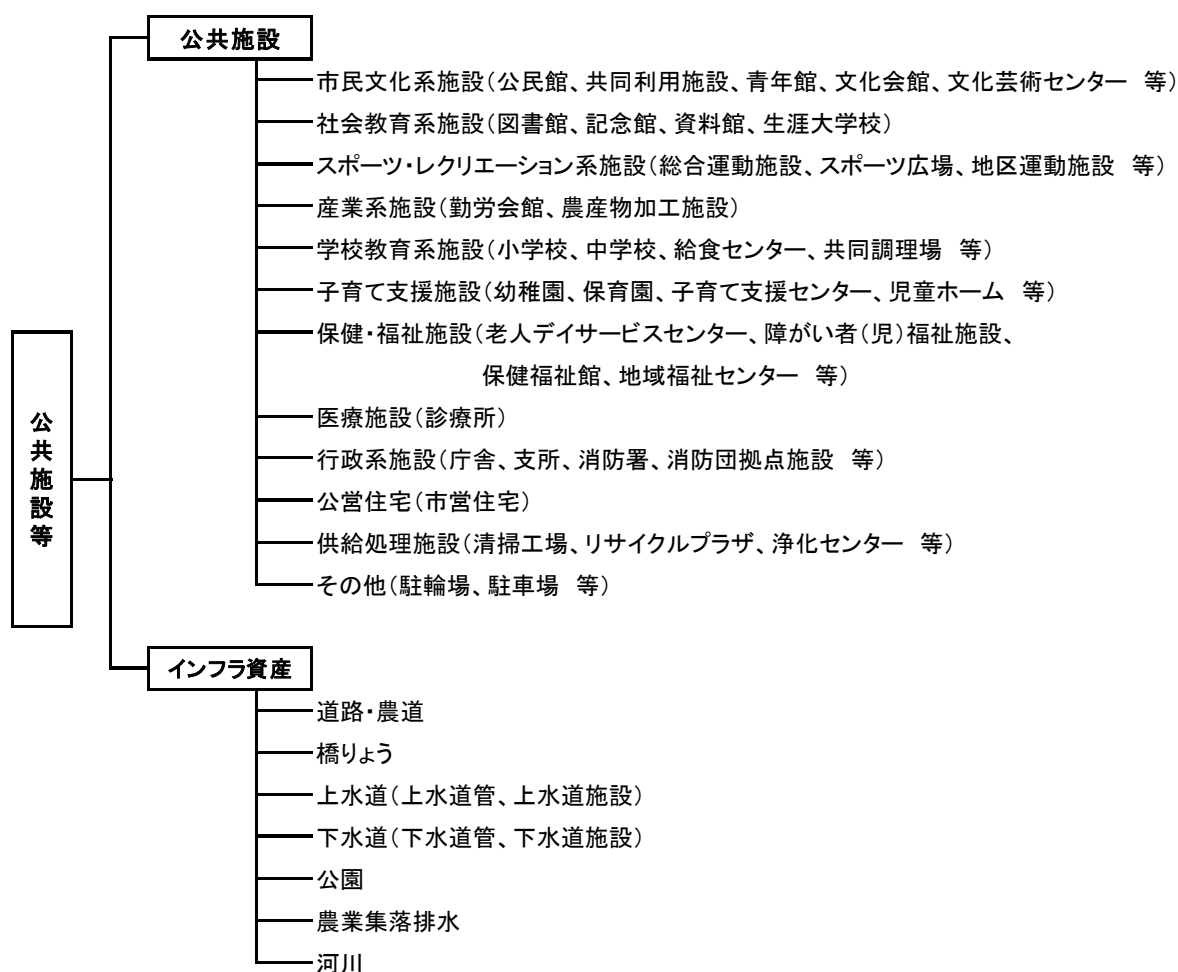 公共施設
市民文化系施設(公民館、共同利用施設、青年館、文化会館、文化芸術センター 等)
社会教育系施設(図書館、記念館、資料館、生涯大学校)
スポーツ・レクリエーション系施設(総合運動施設、スポーツ広場、地区運動施設 等)
産業系施設(勤労会館、農産物加工施設)
学校教育系施設(小学校、中学校、給食センター、共同調理場 等)
子育て支援施設(幼稚園、保育園、子育て支援センター、児童ホーム 等)
保健・福祉施設(老人デイサービスセンター、障がい者(児)福祉施設、
保健福祉館、地域福祉センター 等)
医療施設(診療所)
行政系施設(庁舎、支所、消防署、消防団拠点施設 等)
公営住宅(市営住宅)
供給処理施設(清掃工場、リサイクルプラザ、浄化センター 等)
その他(駐輪場、駐車場 等)
公共施設等
インフラ資産
道路・農道
橋りょう
上水道(上水道管、上水道施設)
下水道(下水道管、下水道施設)
公園
農業集落排水
河川